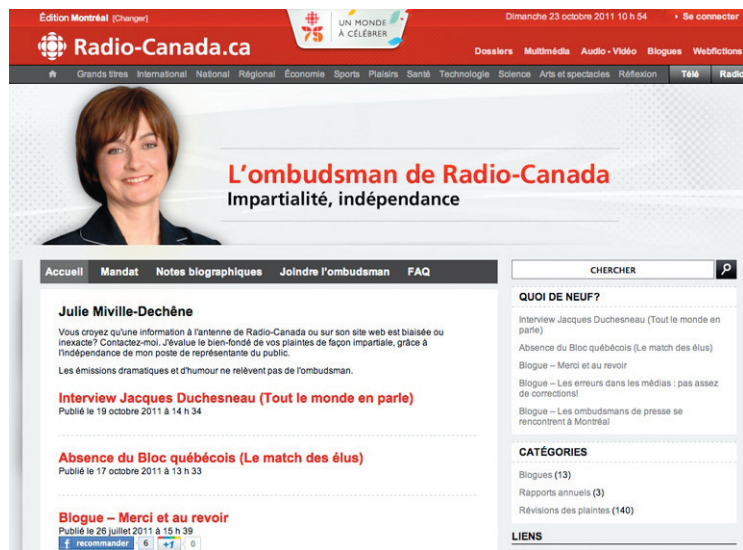 Édition Montréal [Changer]
75
UN MONDE
À CÉLÉBRER
Dimanche 23 octobre 2011 10 h 54
Se connecter
Radio-Canada.ca
Dossiers Multimédia Audio-Vidéo Blogues Webfictions
Grands titres International National Régional Économie Sports Plaisirs Santé Technologie Science Arts et spectacles Réflexion Télé Radio
L'ombudsman de Radio-Canada
Impartialité, indépendance
Accueil Mandat Notes biographiques Joindre l'ombudsman FAQ
Julie Miville-Dechêne
Vous croyez qu'une information à l'antenne de Radio-Canada ou sur son site web est biaisée ou
inexacte? Contactez-moi. J'évalue le bien-fondé de vos plaintes de façon impartiale, grâce à
l'indépendance de mon poste de représentante du public.
Les émissions dramatiques et d'humour ne relèvent pas de l'ombudsman.
Interview Jacques Duchesneau (Tout le monde en parle)
Publié le 19 octobre 2011 à 14 h 34
Absence du Bloc québécois (Le match des élus)
Publié le 17 octobre 2011 à 13 h 33
Blogue – Merci et au revoir
Publié le 26 juillet 2011 à 15 h 39
f recommander 6 +1 0
CHERCHER
QUOI DE NEUF?
Interview Jacques Duchesneau (Tout le monde en
parle)
Absence du Bloc québécois (Le match des élus)
Blogue – Merci et au revoir
Blogue – Les erreurs dans les médias : pas assez
de corrections!
Blogue – Les ombudsmans de presse se
rencontrent à Montréal
CATÉGORIES
Blogues (13)
Rapports annuels (3)
Révisions des plaintes (140)
LIENS